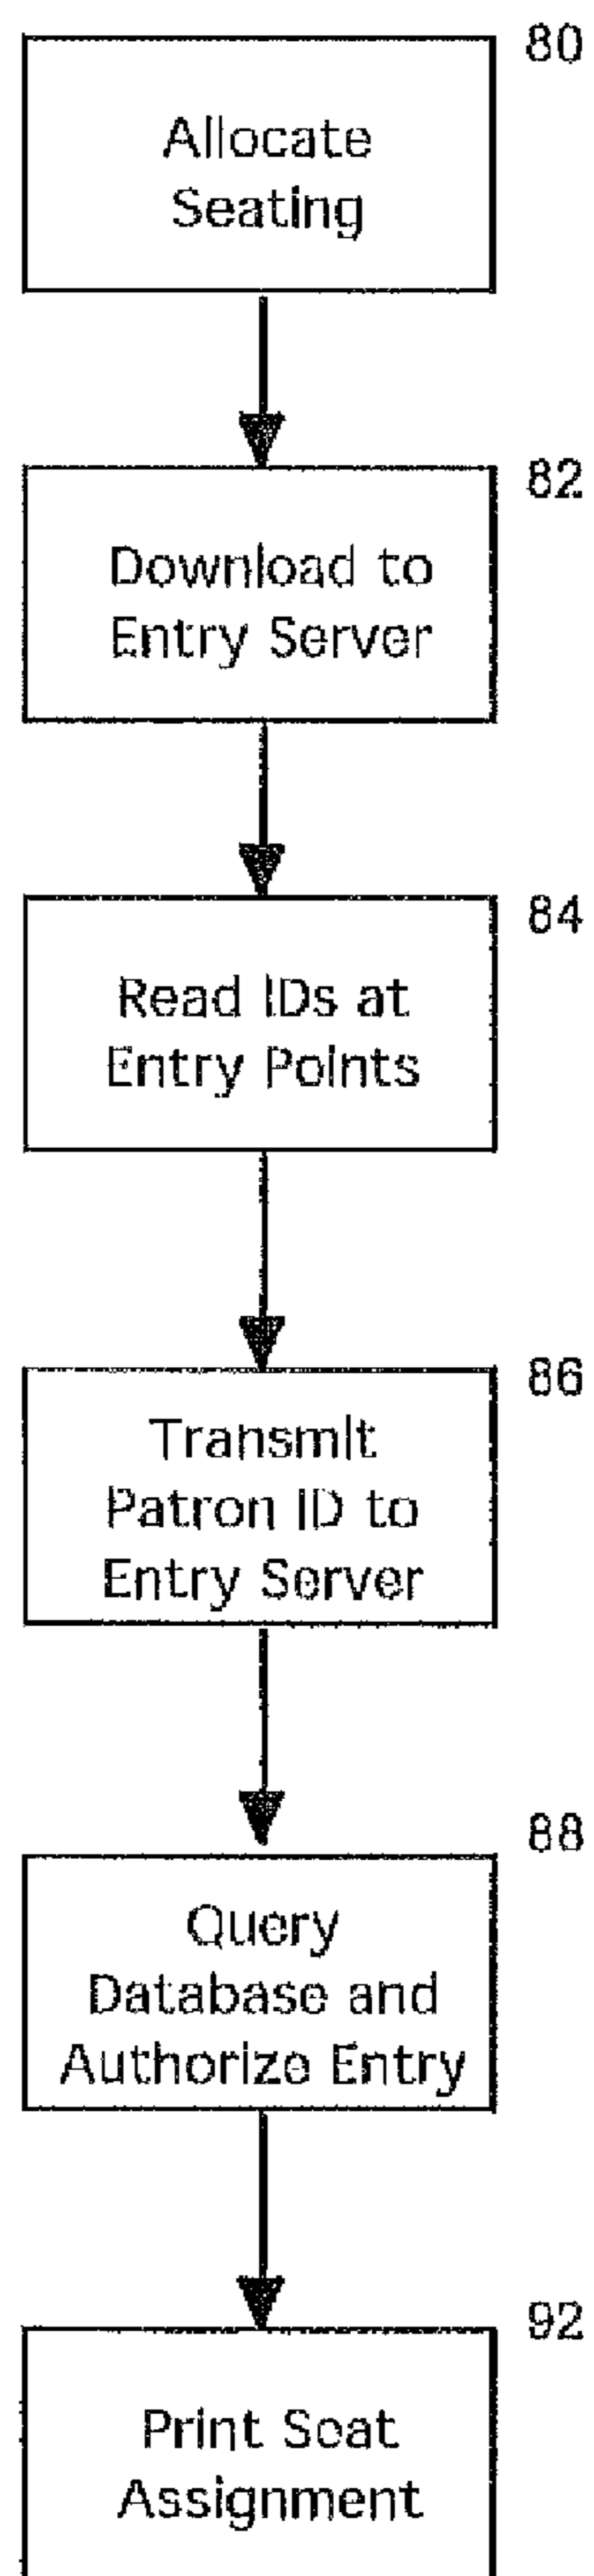 80
Allocate
Seating
82
Download to
Entry Server
84
Read IDs at
Entry Points
86
Transmit
Patron ID to
Entry Server
88
Query
Database and
Authorize Entry
92
Print Seat
Assignment